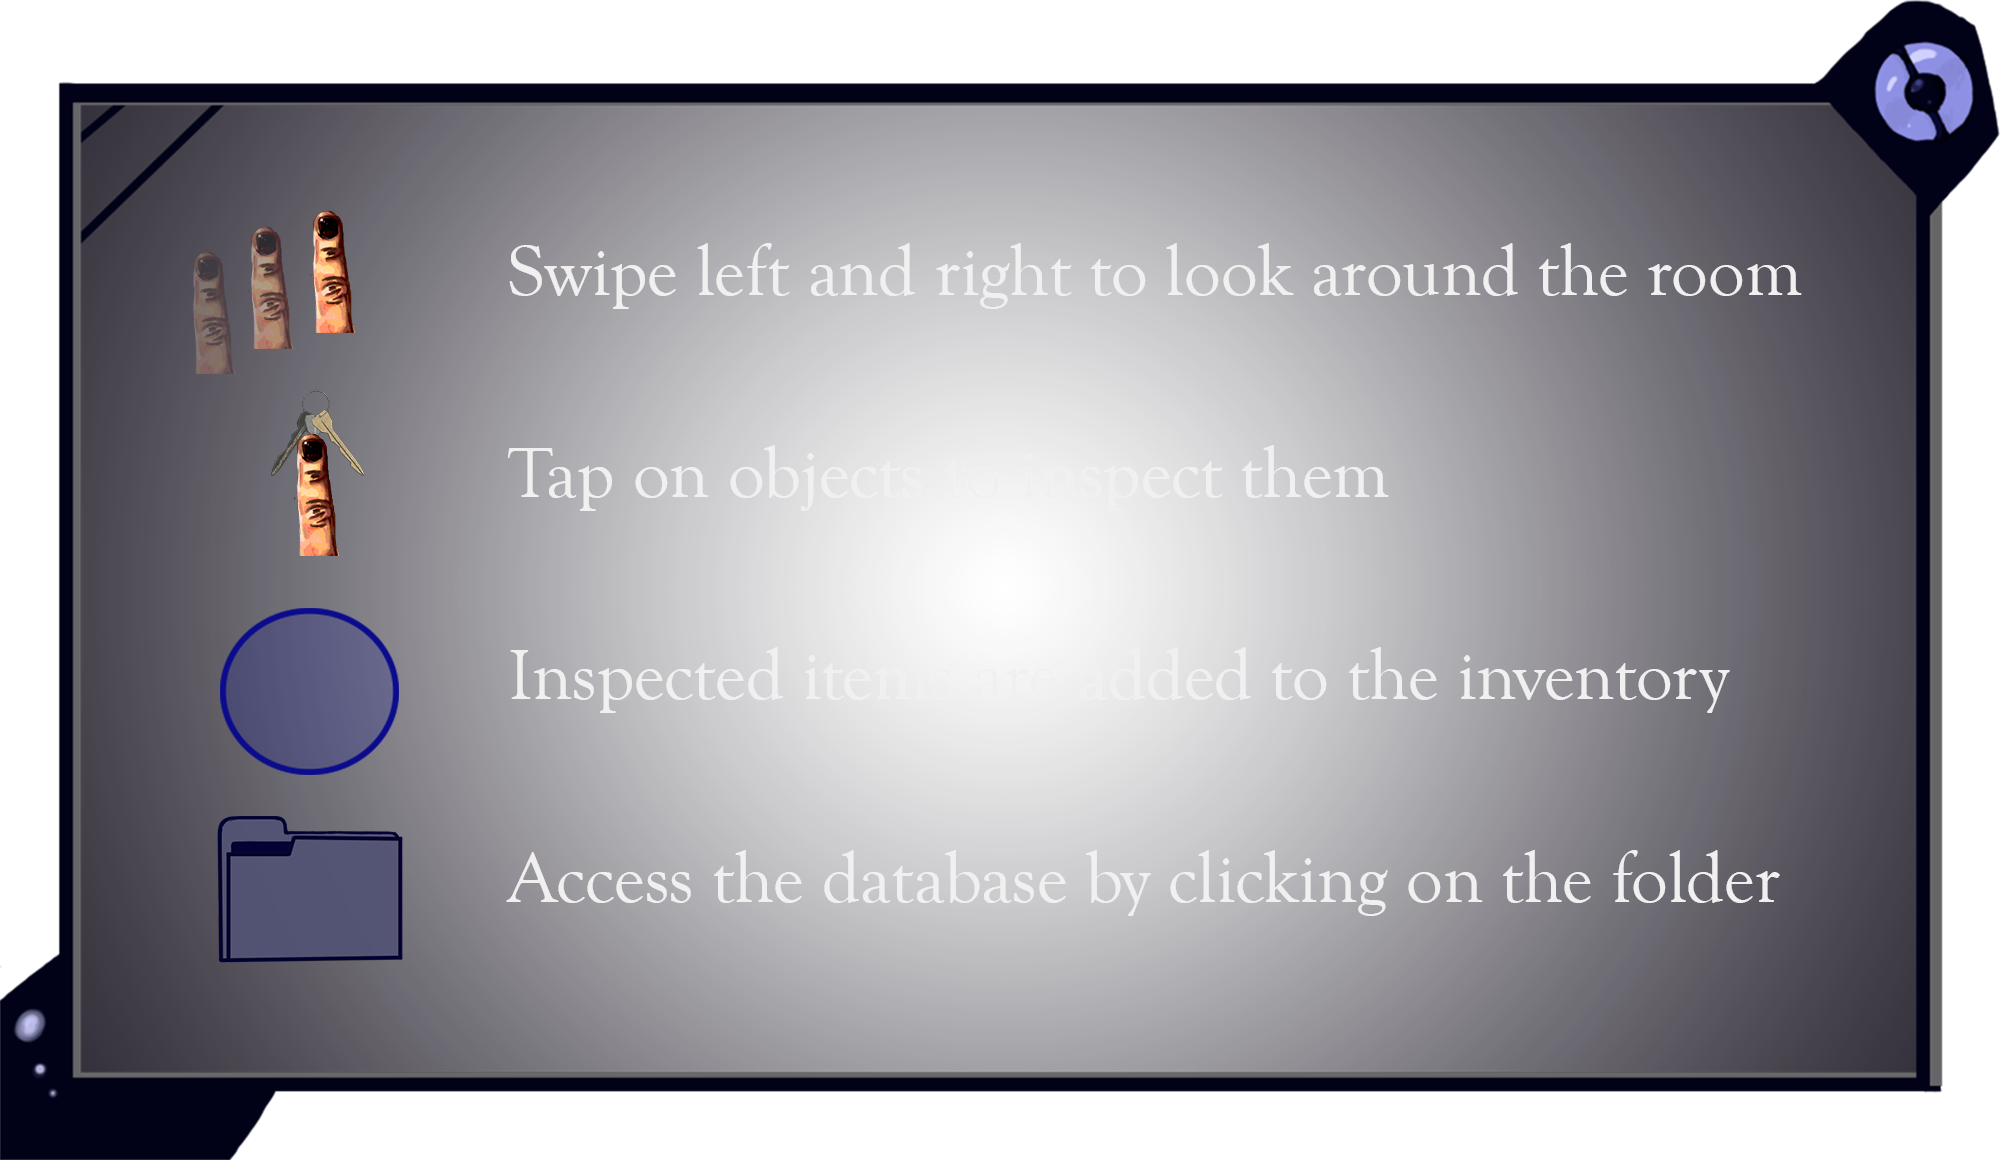 Swipe left and right to look around the room
Tap on objects to inspect them
Inspected items are added to the inventory
Access the database by clicking on the folder